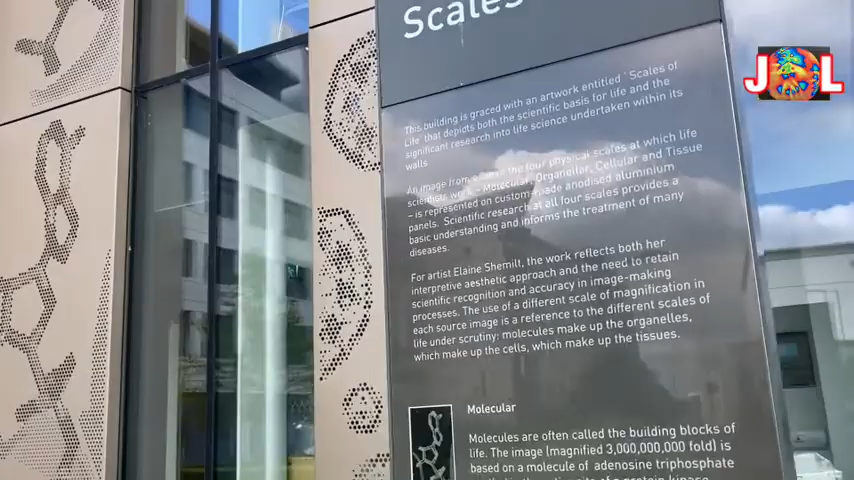 Scales
This building is graced with an artwork entitled 'Scales of
Life' that depicts both the scientific basis for life and the
significant research into life science undertaken within its
walls
An image from each of the four physical scales at which life
scientists work – Molecular, Organellar, Cellular and Tissue
– is represented on custom-made anodised aluminium
panels. Scientific research at all four scales provides a
basic understanding and informs the treatment of many
diseases.
For artist Elaine Shemilt, the work reflects both her
interpretive aesthetic approach and the need to retain
scientific recognition and accuracy in image-making
processes. The use of a different scale of magnification in
each source image is a reference to the different scales of
life under scrutiny: molecules make up the organelles,
which make up the cells, which make up the tissues.
Molecular
Molecules are often called the building blocks of
life. The image (magnified 3,000,000,000 fold) is
based on a molecule of adenosine triphosphate
protein kinase